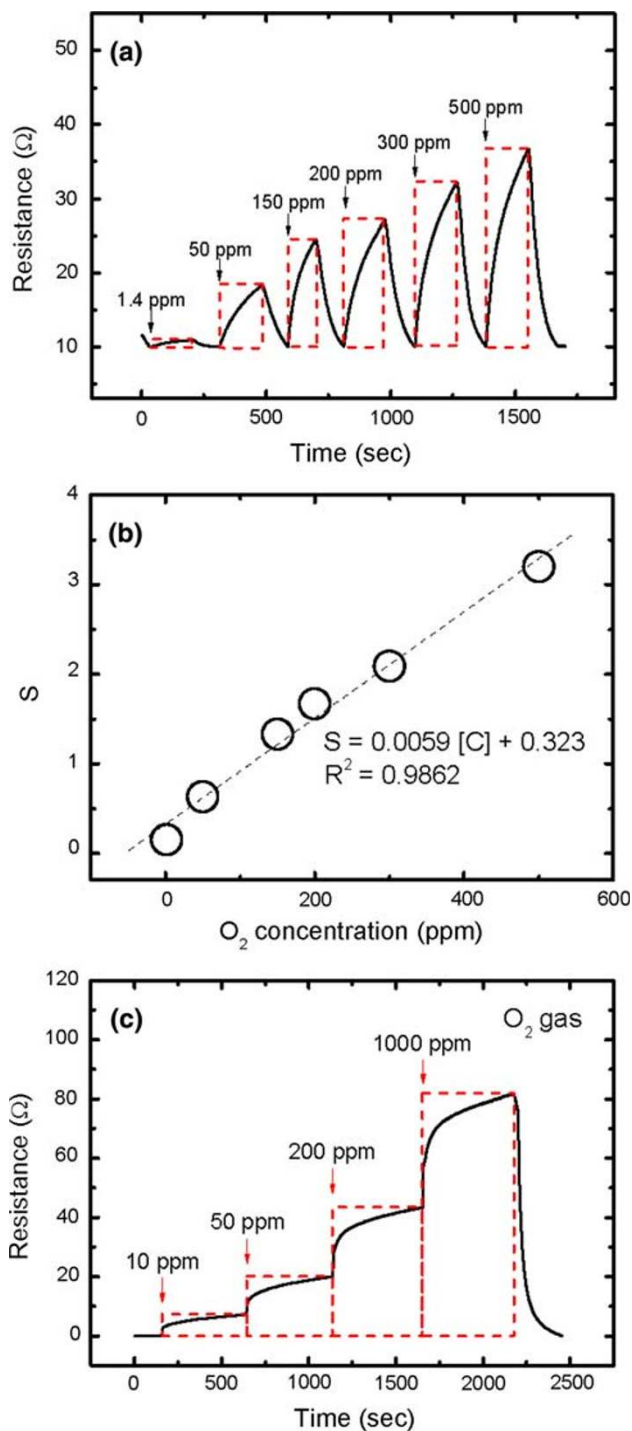 (a)
50
40
30
20
10
Resistance (Ω)
1.4 ppm
50 ppm
150 ppm
200 ppm
300 ppm
500 ppm
0
500
1000
1500
Time (sec)
(b)
4
3
2
1
0
S
S = 0.0059 [C] + 0.323
R² = 0.9862
0
200
400
600
O₂ concentration (ppm)
(c)
O₂ gas
120
100
80
60
40
20
0
Resistance (Ω)
10 ppm
50 ppm
200 ppm
1000 ppm
0
500
1000
1500
2000
2500
Time (sec)